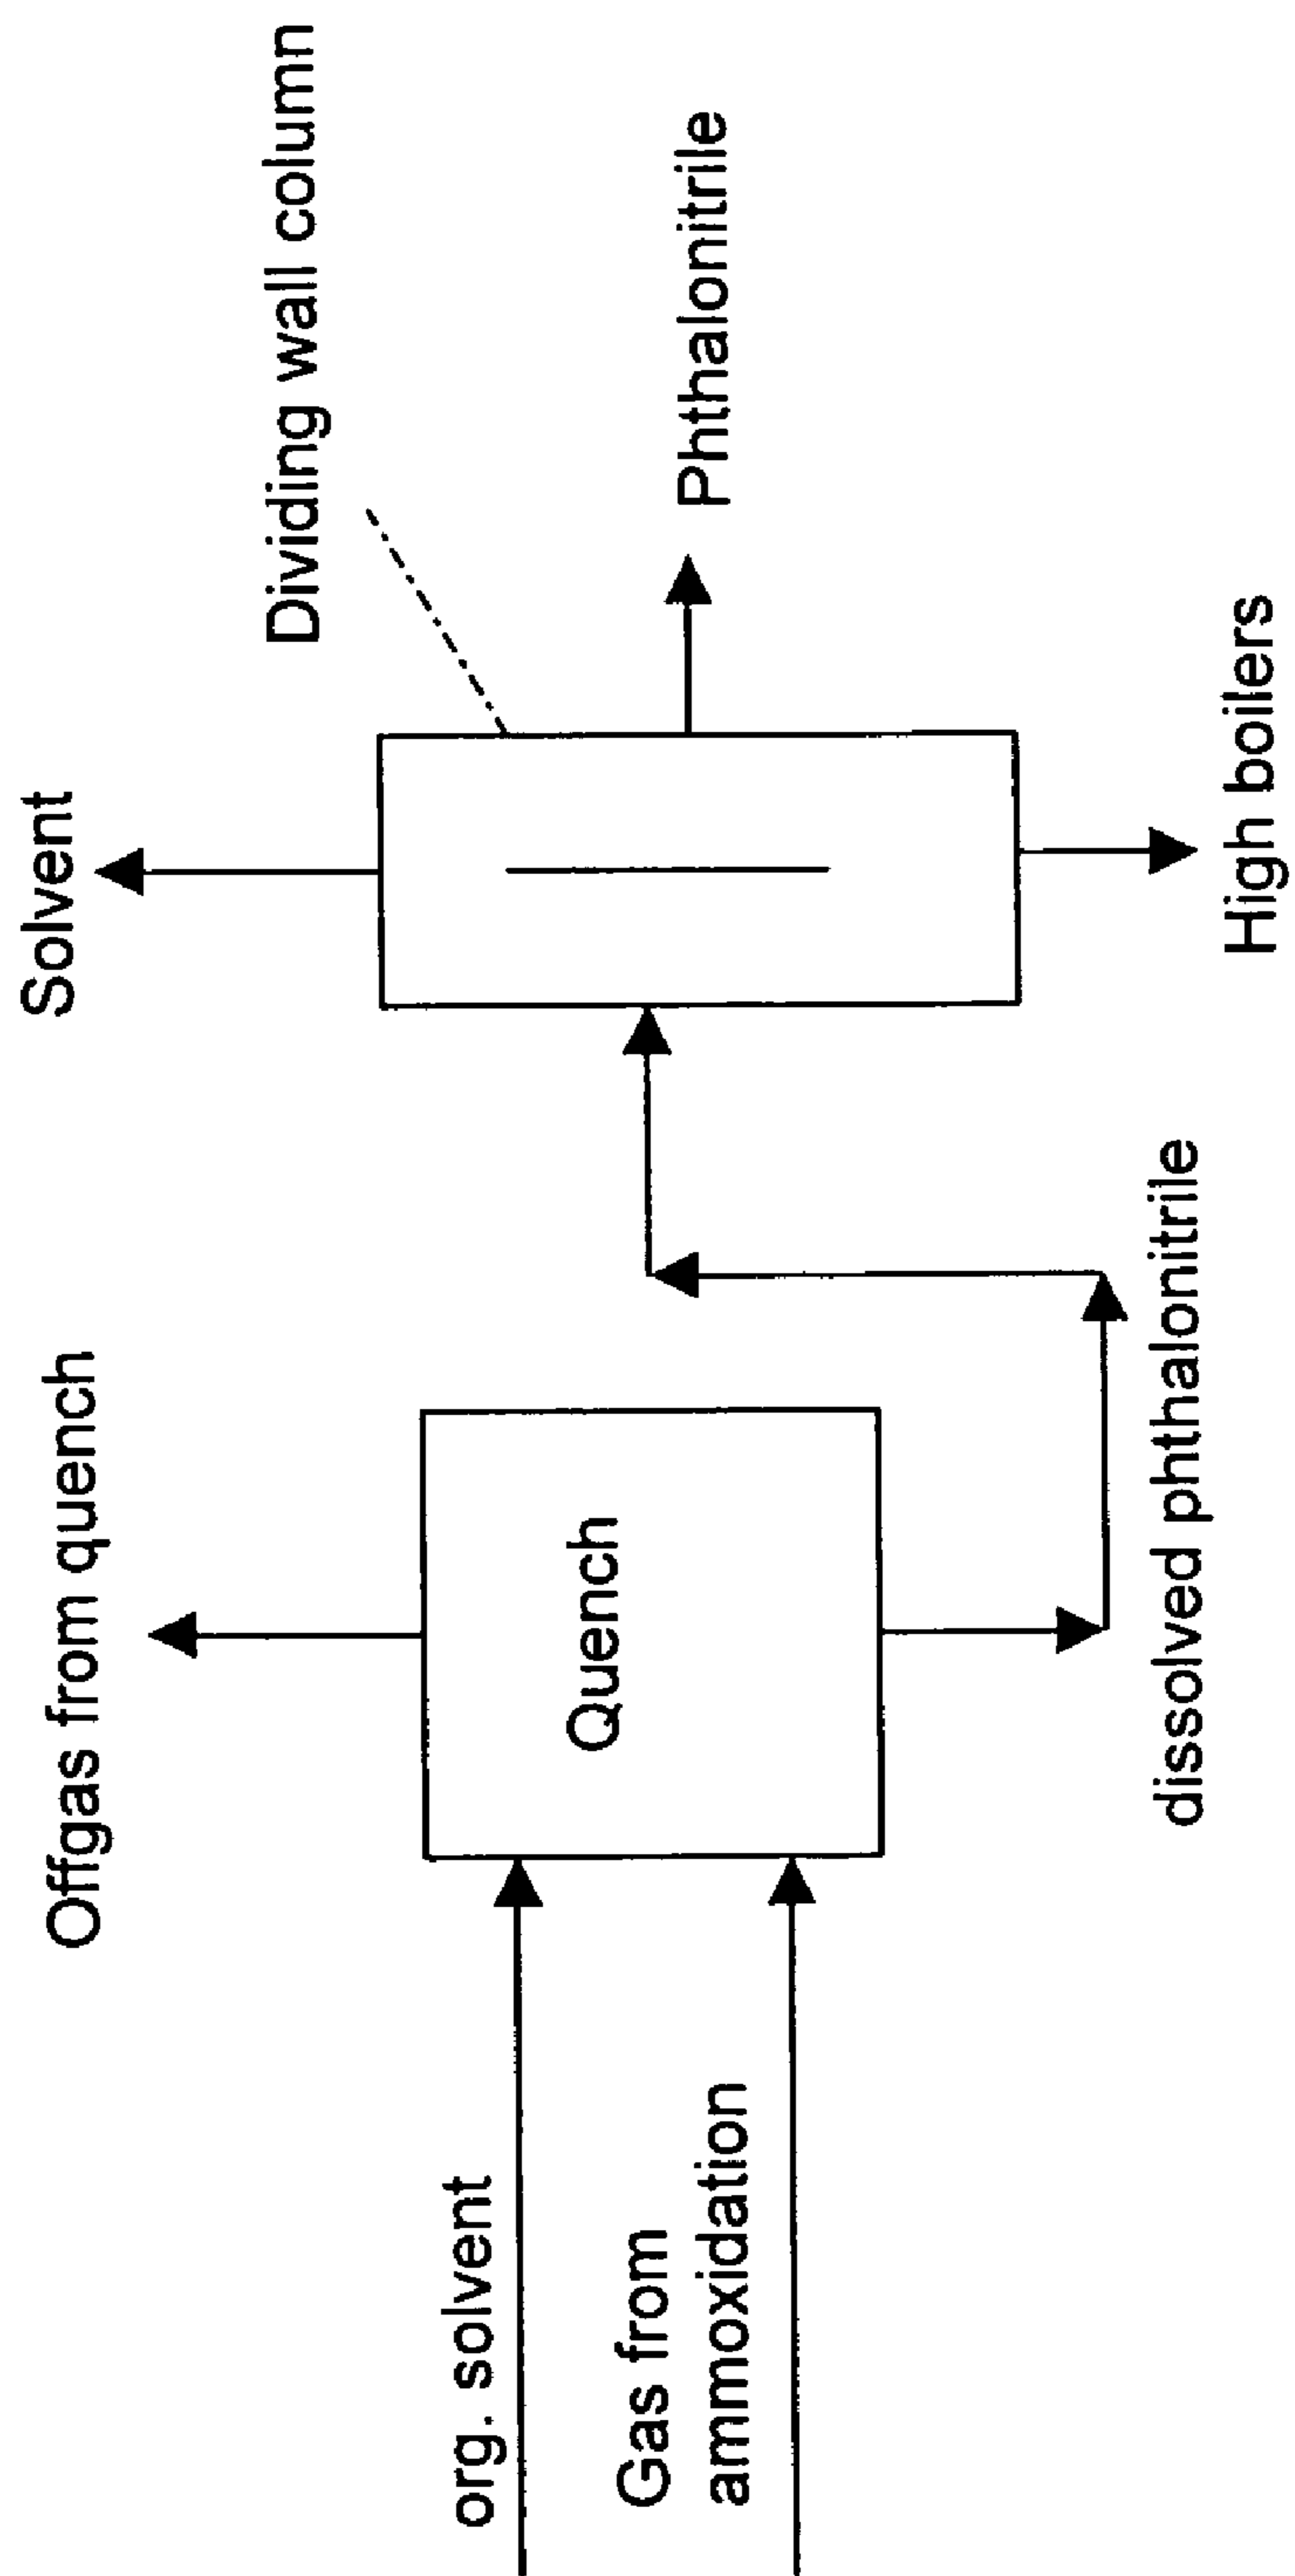 Offgas from quench
Solvent
Dividing wall column
org. solvent
Quench
Gas from
ammoxidation
Phthalonitrile
dissolved phthalonitrile
High boilers